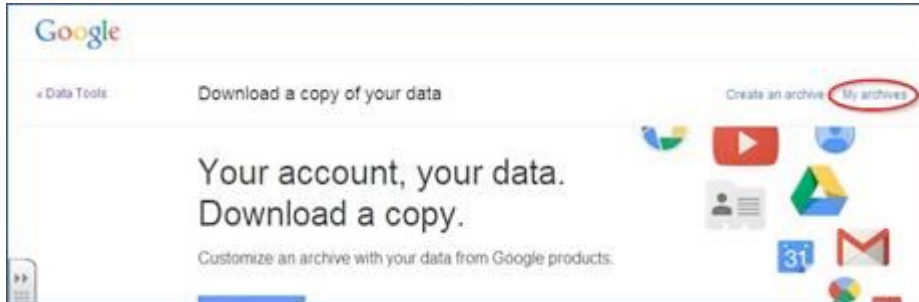 Google
« Data Tools
Download a copy of your data
Create an archive
My archives
Your account, your data.
Download a copy.
Customize an archive with your data from Google products.
31